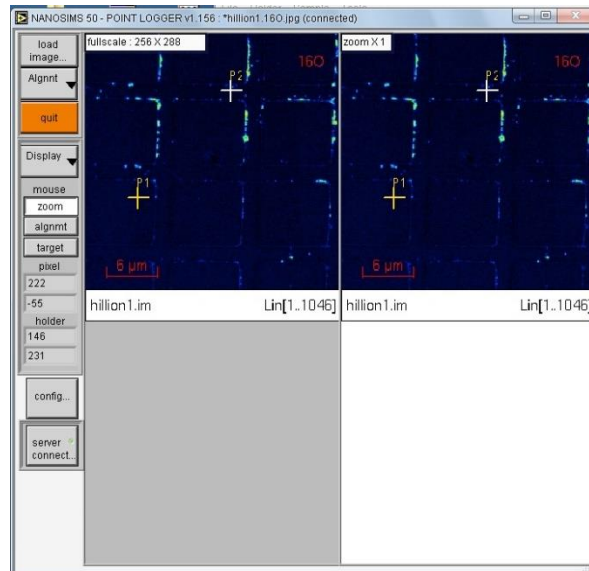 NANOSIMS 50 - POINT LOGGER v1.156 : *hillion1.16O.jpg (connected)
load image...
Algnnt
quit
Display
mouse
zoom
algnmt
target
pixel
222
-55
holder
146
231
config...
server connect...
fullscale : 256 X 288
16O
P2
P1
6 µm
hillion1.im Lin[1..1046]
zoom X 1
16O
P2
P1
6 µm
hillion1.im Lin[1..1046]